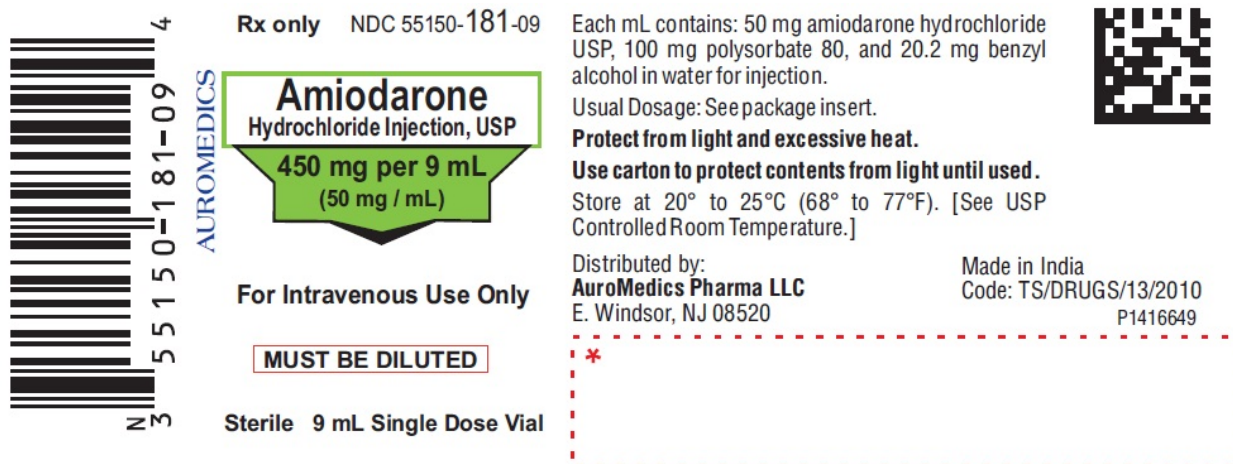 3 55150-181-09 4
N
AUROMEDICS
Rx only NDC 55150-181-09
Amiodarone
Hydrochloride Injection, USP
450 mg per 9 mL
(50 mg / mL)
For Intravenous Use Only
MUST BE DILUTED
Sterile 9 mL Single Dose Vial
Each mL contains: 50 mg amiodarone hydrochloride
USP, 100 mg polysorbate 80, and 20.2 mg benzyl
alcohol in water for injection.
Usual Dosage: See package insert.
Protect from light and excessive heat.
Use carton to protect contents from light until used.
Store at 20° to 25°C (68° to 77°F). [See USP
Controlled Room Temperature.]
Distributed by:
AuroMedics Pharma LLC
E. Windsor, NJ 08520
Made in India
Code: TS/DRUGS/13/2010
P1416649
*